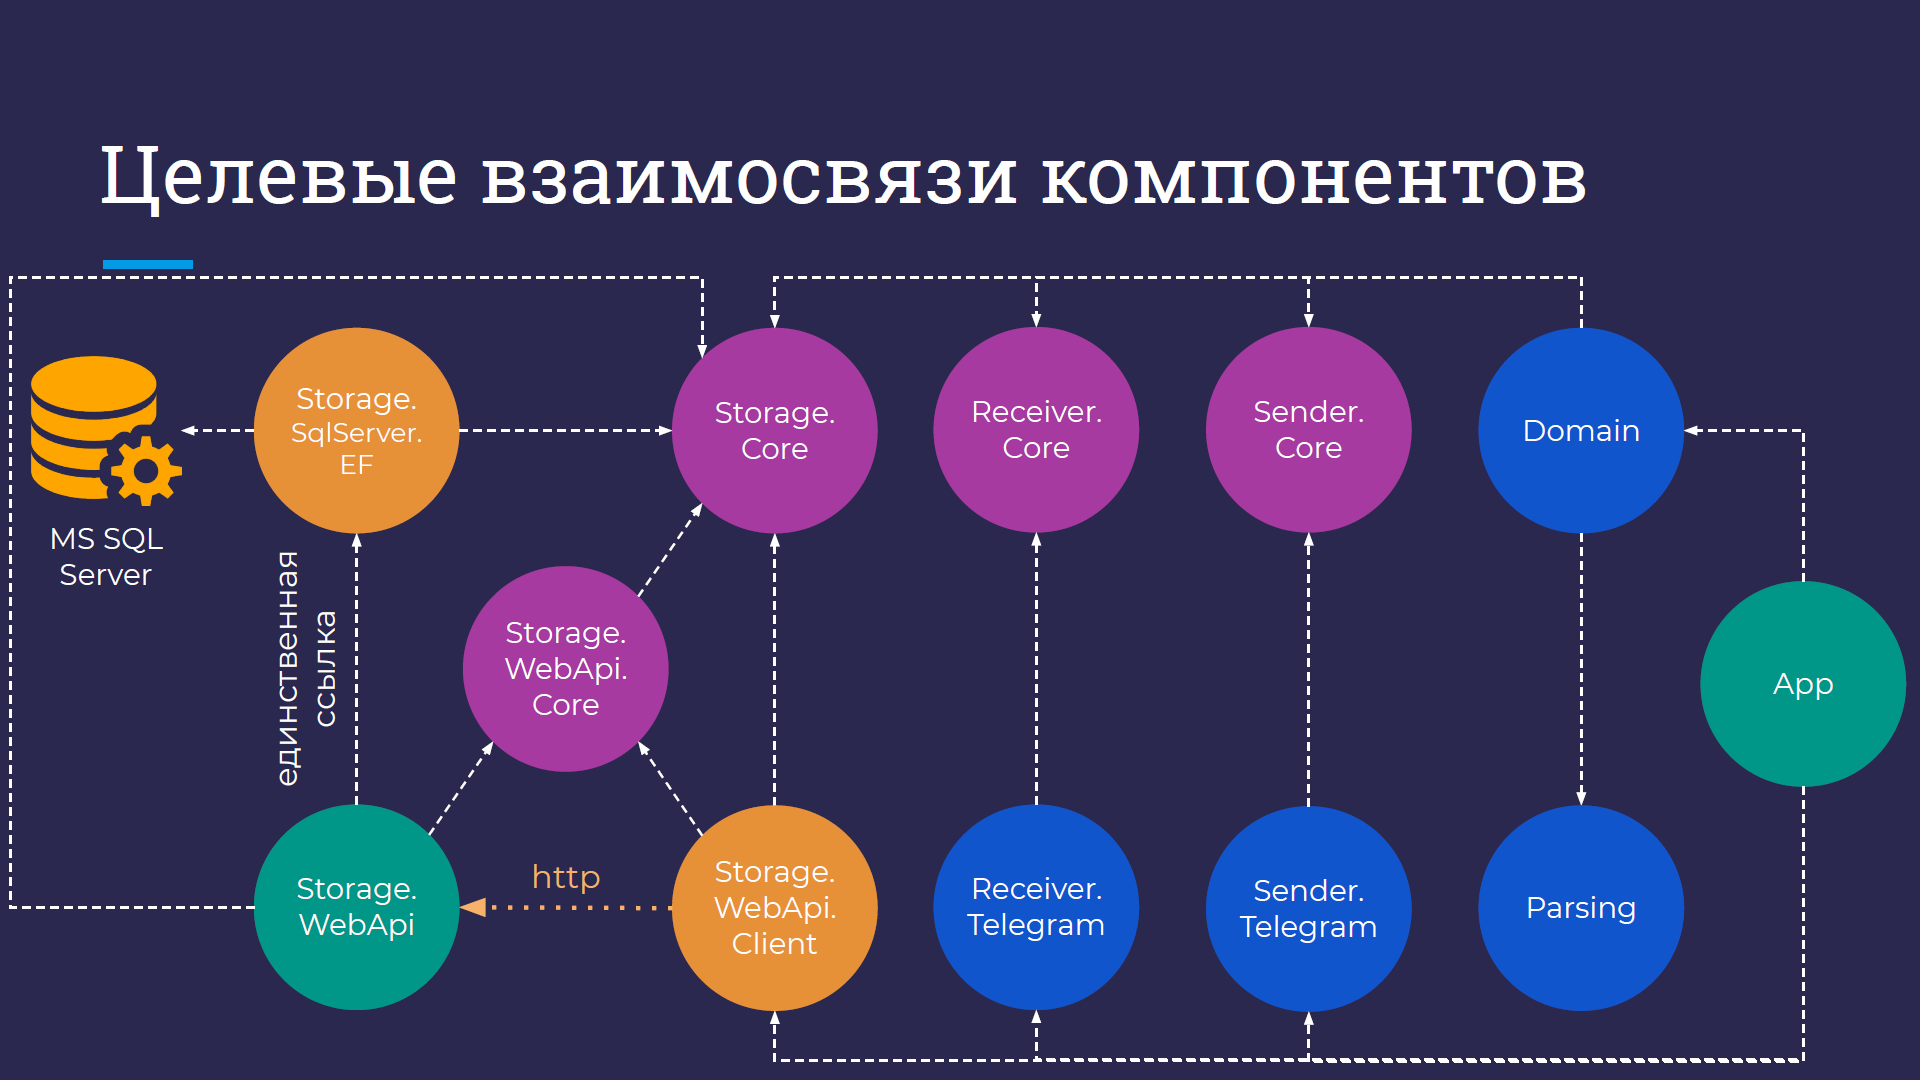 Целевые взаимосвязи компонентов
Storage.
SqlServer.
EF
Storage.
Core
Receiver.
Core
Sender.
Core
Domain
MS SQL
Server
единственная
ссылка
Storage.
WebApi.
Core
App
Storage.
WebApi
http
Storage.
WebApi.
Client
Receiver.
Telegram
Sender.
Telegram
Parsing